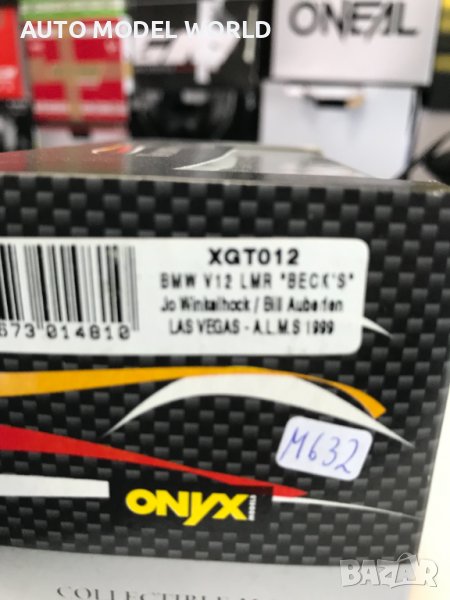 AUTO MODEL WORLD
ONEAL
XGT012
BMW V12 LMR "BECK'S"
Jo Winkelhock / Bill Auberlen
LAS VEGAS - A.L.M.S 1999
673 014810
M632
ONYX
BAZAR